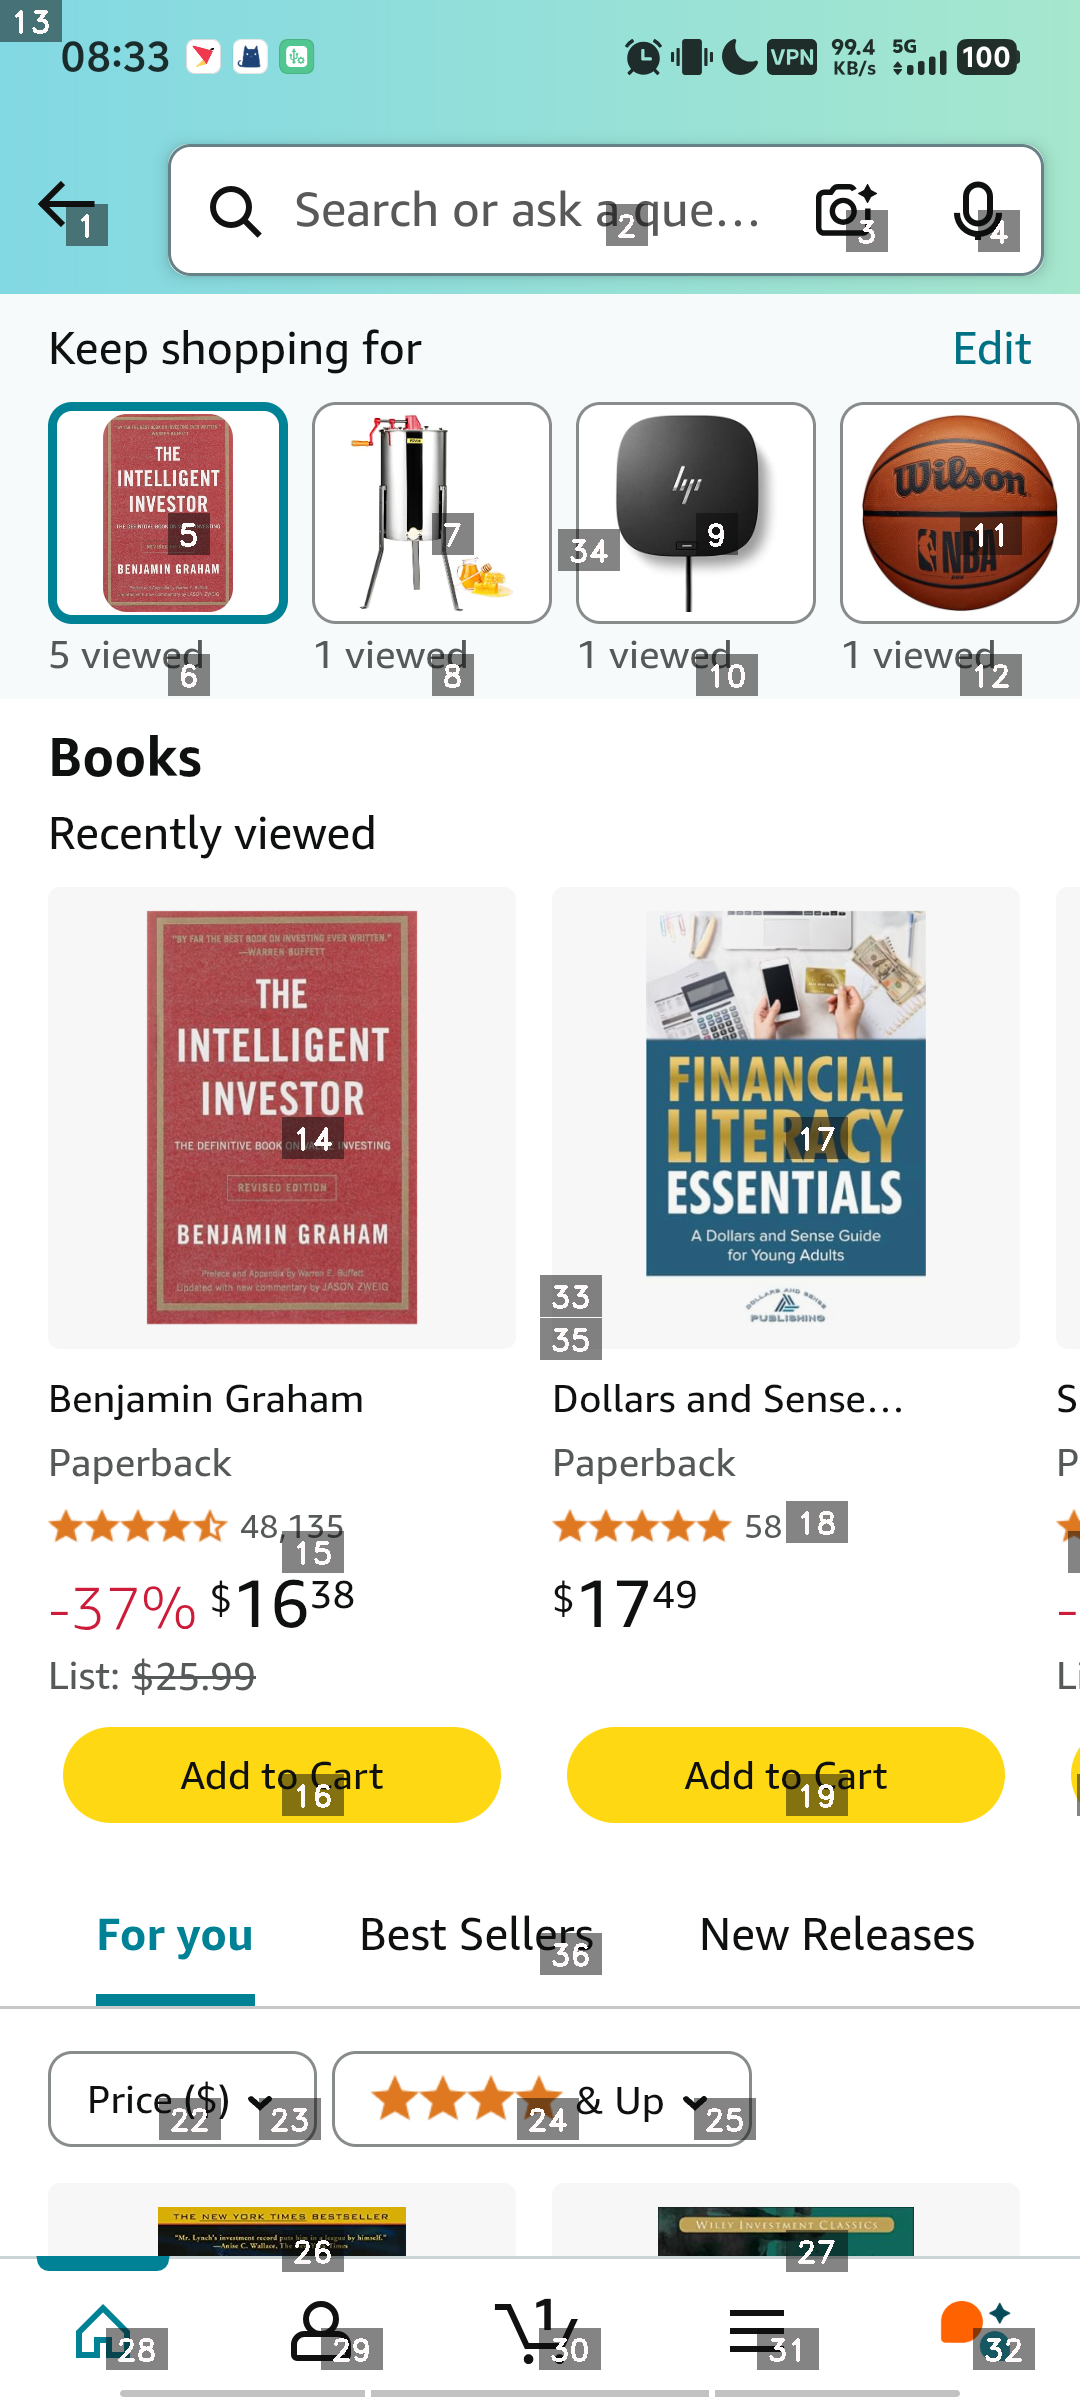 13
08:33
VPN
99.4
KB/s
5G
100
Search or ask a que...
1
2
3
4
Keep shopping for
Edit
THE
INTELLIGENT
INVESTOR
BENJAMIN GRAHAM
5
7
34
hp
9
Wilson
NBA
11
5 viewed
6
1 viewed
8
1 viewed
10
1 viewed
12
Books
Recently viewed
"BY FAR THE BEST BOOK ON INVESTING EVER WRITTEN."
—WARREN BUFFETT
THE
INTELLIGENT
INVESTOR
THE DEFINITIVE BOOK ON VALUE INVESTING
14
REVISED EDITION
BENJAMIN GRAHAM
Preface and Appendix by Warren E. Buffett
Updated with new commentary by JASON ZWEIG
FINANCIAL
LITERACY
17
ESSENTIALS
A Dollars and Sense Guide
for Young Adults
DOLLARS AND SENSE
PUBLISHING
33
35
Benjamin Graham
Paperback
48,135
15
-37% $1638
List: $25.99
Add to Cart
16
Dollars and Sense...
Paperback
58
18
$1749
Add to Cart
19
S
P
-
Li
For you
Best Sellers
36
New Releases
Price ($)
22
23
& Up
24
25
THE NEW YORK TIMES BESTSELLER
"Mr. Lynch's investment record puts him in a league by himself."
—Anise C. Wallace, The Times
26
WILEY INVESTMENT CLASSICS
27
28
29
1
30
31
32